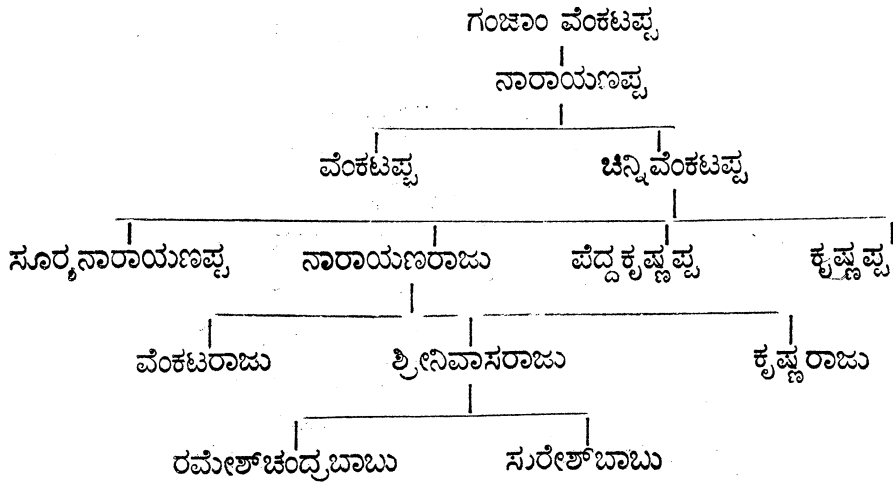 ಗಂಜಾಂ ವೆಂಕಟಪ್ಪ
ನಾರಾಯಣಪ್ಪ
ವೆಂಕಟಪ್ಪ ಚಿನ್ನಿವೆಂಕಟಪ್ಪ
ಸೂರ್ಯನಾರಾಯಣಪ್ಪ ನಾರಾಯಣರಾಜು ಪೆದ್ದಕೃಷ್ಣಪ್ಪ ಕೃಷ್ಣಪ್ಪ
ವೆಂಕಟರಾಜು ಶ್ರೀನಿವಾಸರಾಜು ಕೃಷ್ಣರಾಜು
ರಮೇಶ್‌ಚಂದ್ರಬಾಬು ಸುರೇಶ್‌ಬಾಬು